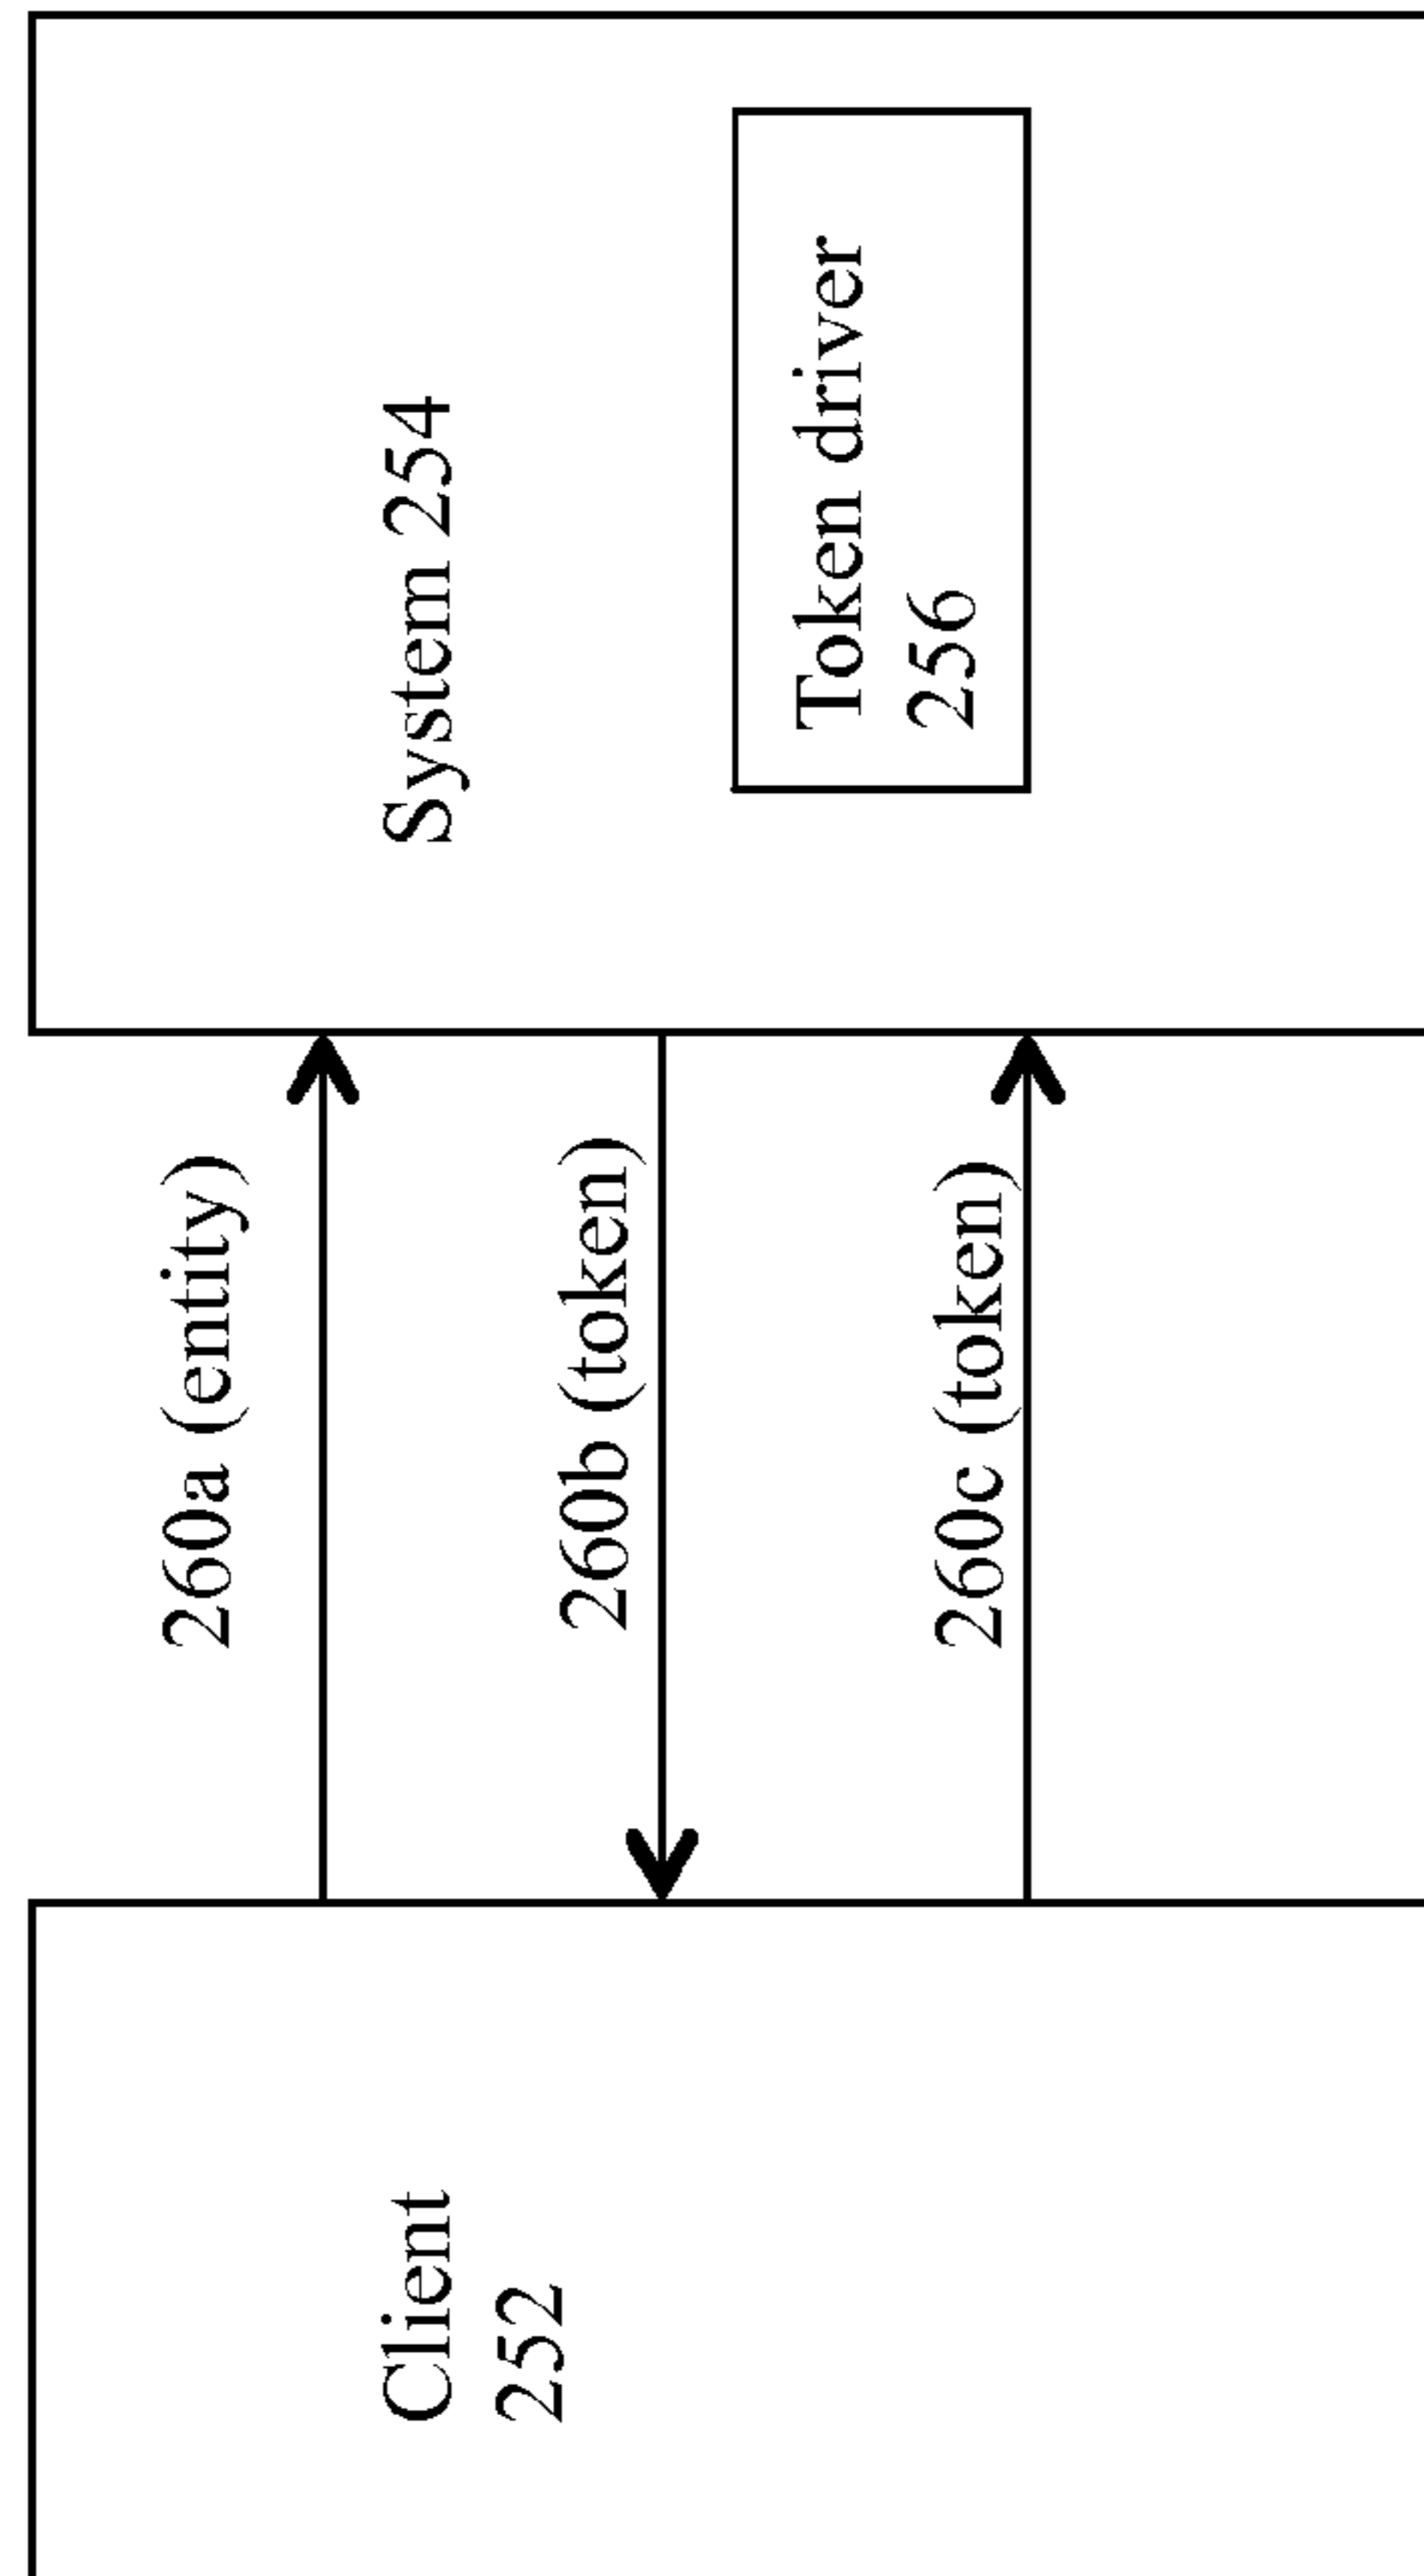 Client
252
260a (entity)
260b (token)
260c (token)
System 254
Token driver
256